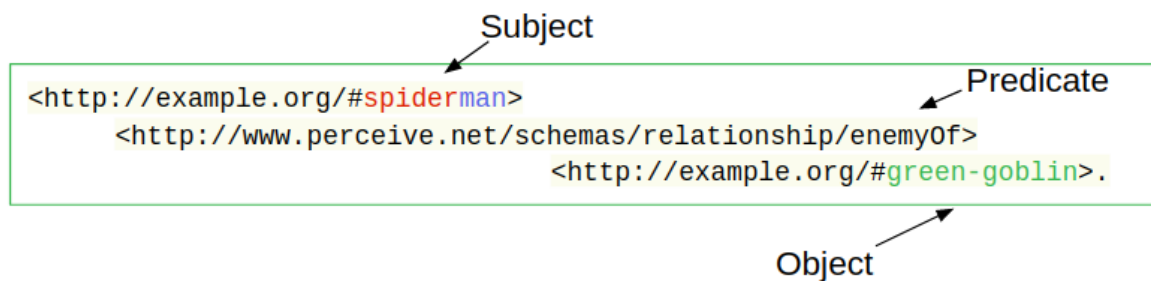 Subject
Predicate
<http://example.org/#spiderman>
<http://www.perceive.net/schemas/relationship/enemyOf>
<http://example.org/#green-goblin>.
Object